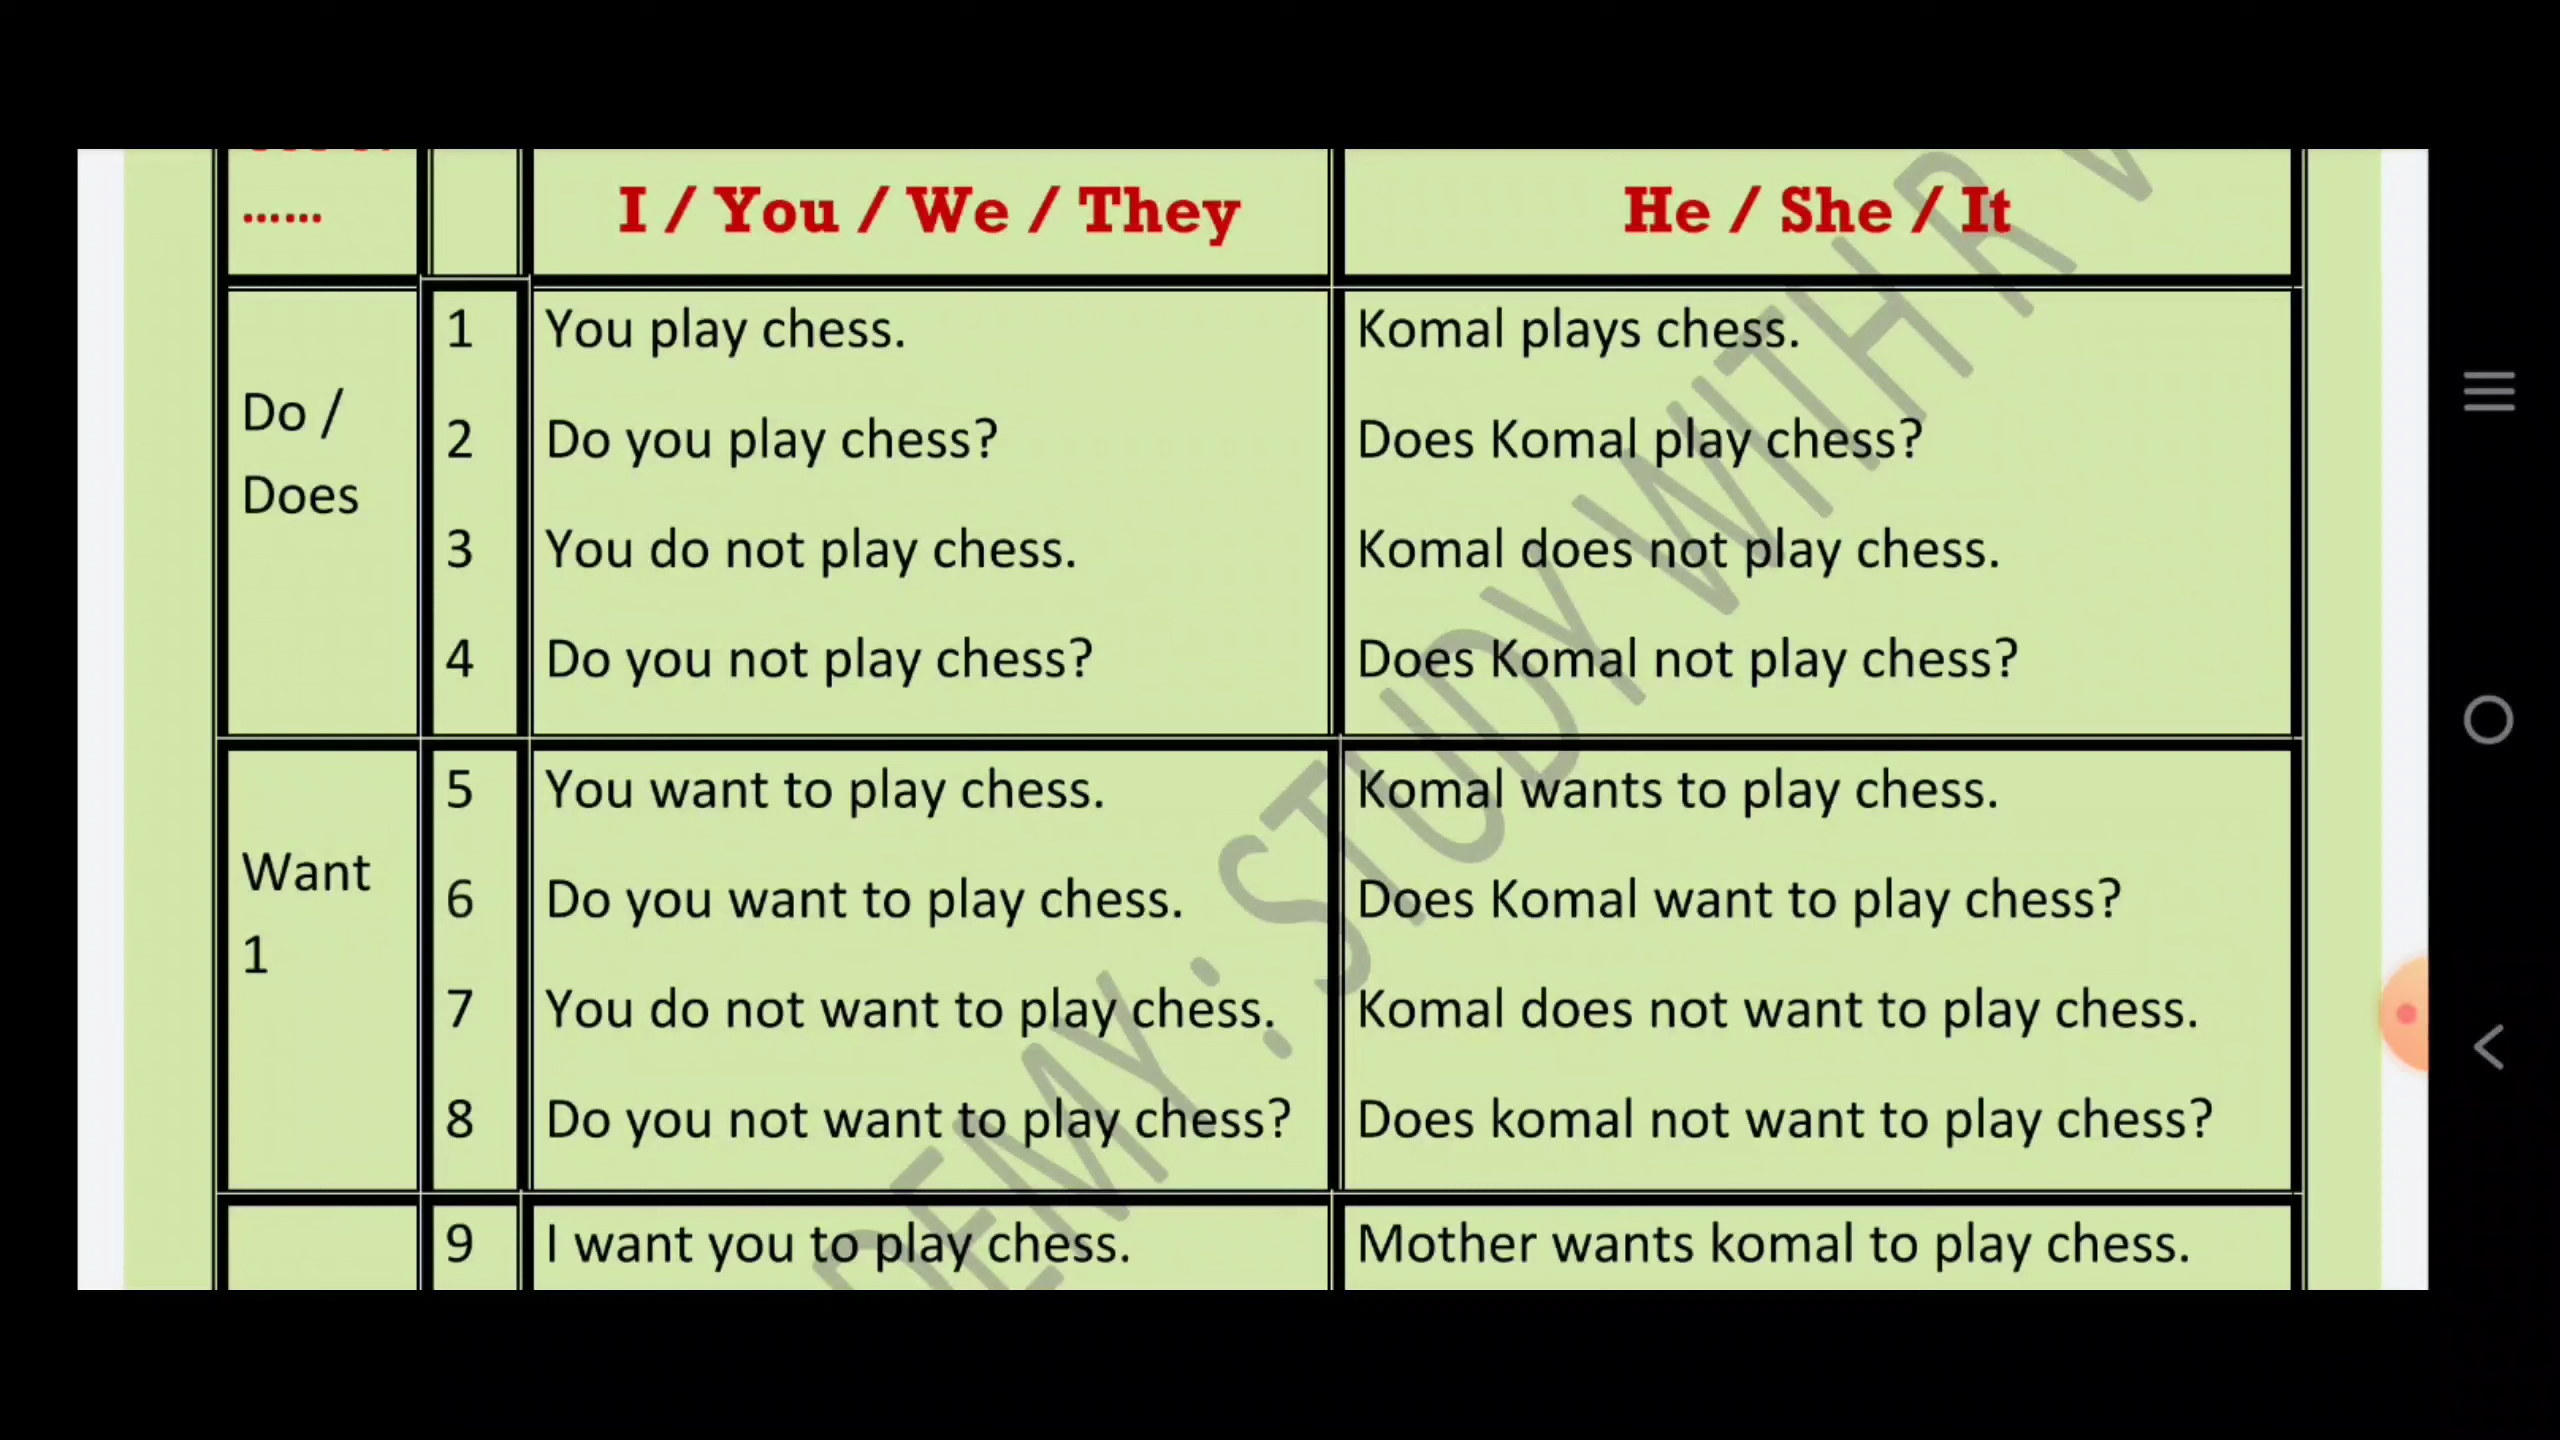 ......
I / You / We / They
He / She / It
Do /
Does
1
You play chess.
Komal plays chess.
2
Do you play chess?
Does Komal play chess?
3
You do not play chess.
Komal does not play chess.
4
Do you not play chess?
Does Komal not play chess?
Want
1
5
You want to play chess.
Komal wants to play chess.
6
Do you want to play chess.
Does Komal want to play chess?
7
You do not want to play chess.
Komal does not want to play chess.
8
Do you not want to play chess?
Does komal not want to play chess?
9
I want you to play chess.
Mother wants komal to play chess.
DEMY : STUDY WITH R